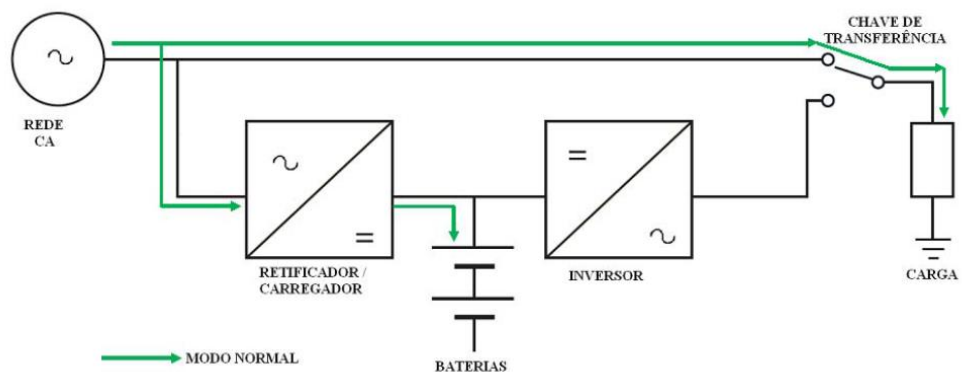 CHAVE DE
TRANSFERÊNCIA
REDE
CA
RETIFICADOR /
CARREGADOR
INVERSOR
CARGA
MODO NORMAL
BATERIAS